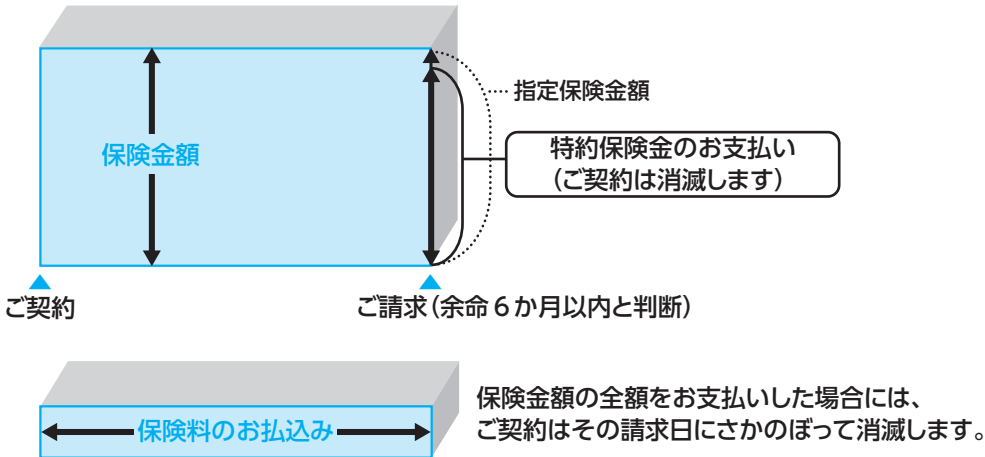 指定保険金額
保険金額
特約保険金のお支払い
(ご契約は消滅します)
ご契約
ご請求(余命6か月以内と判断)
保険料のお払込み
保険金額の全額をお支払いした場合には、
ご契約はその請求日にさかのぼって消滅します。